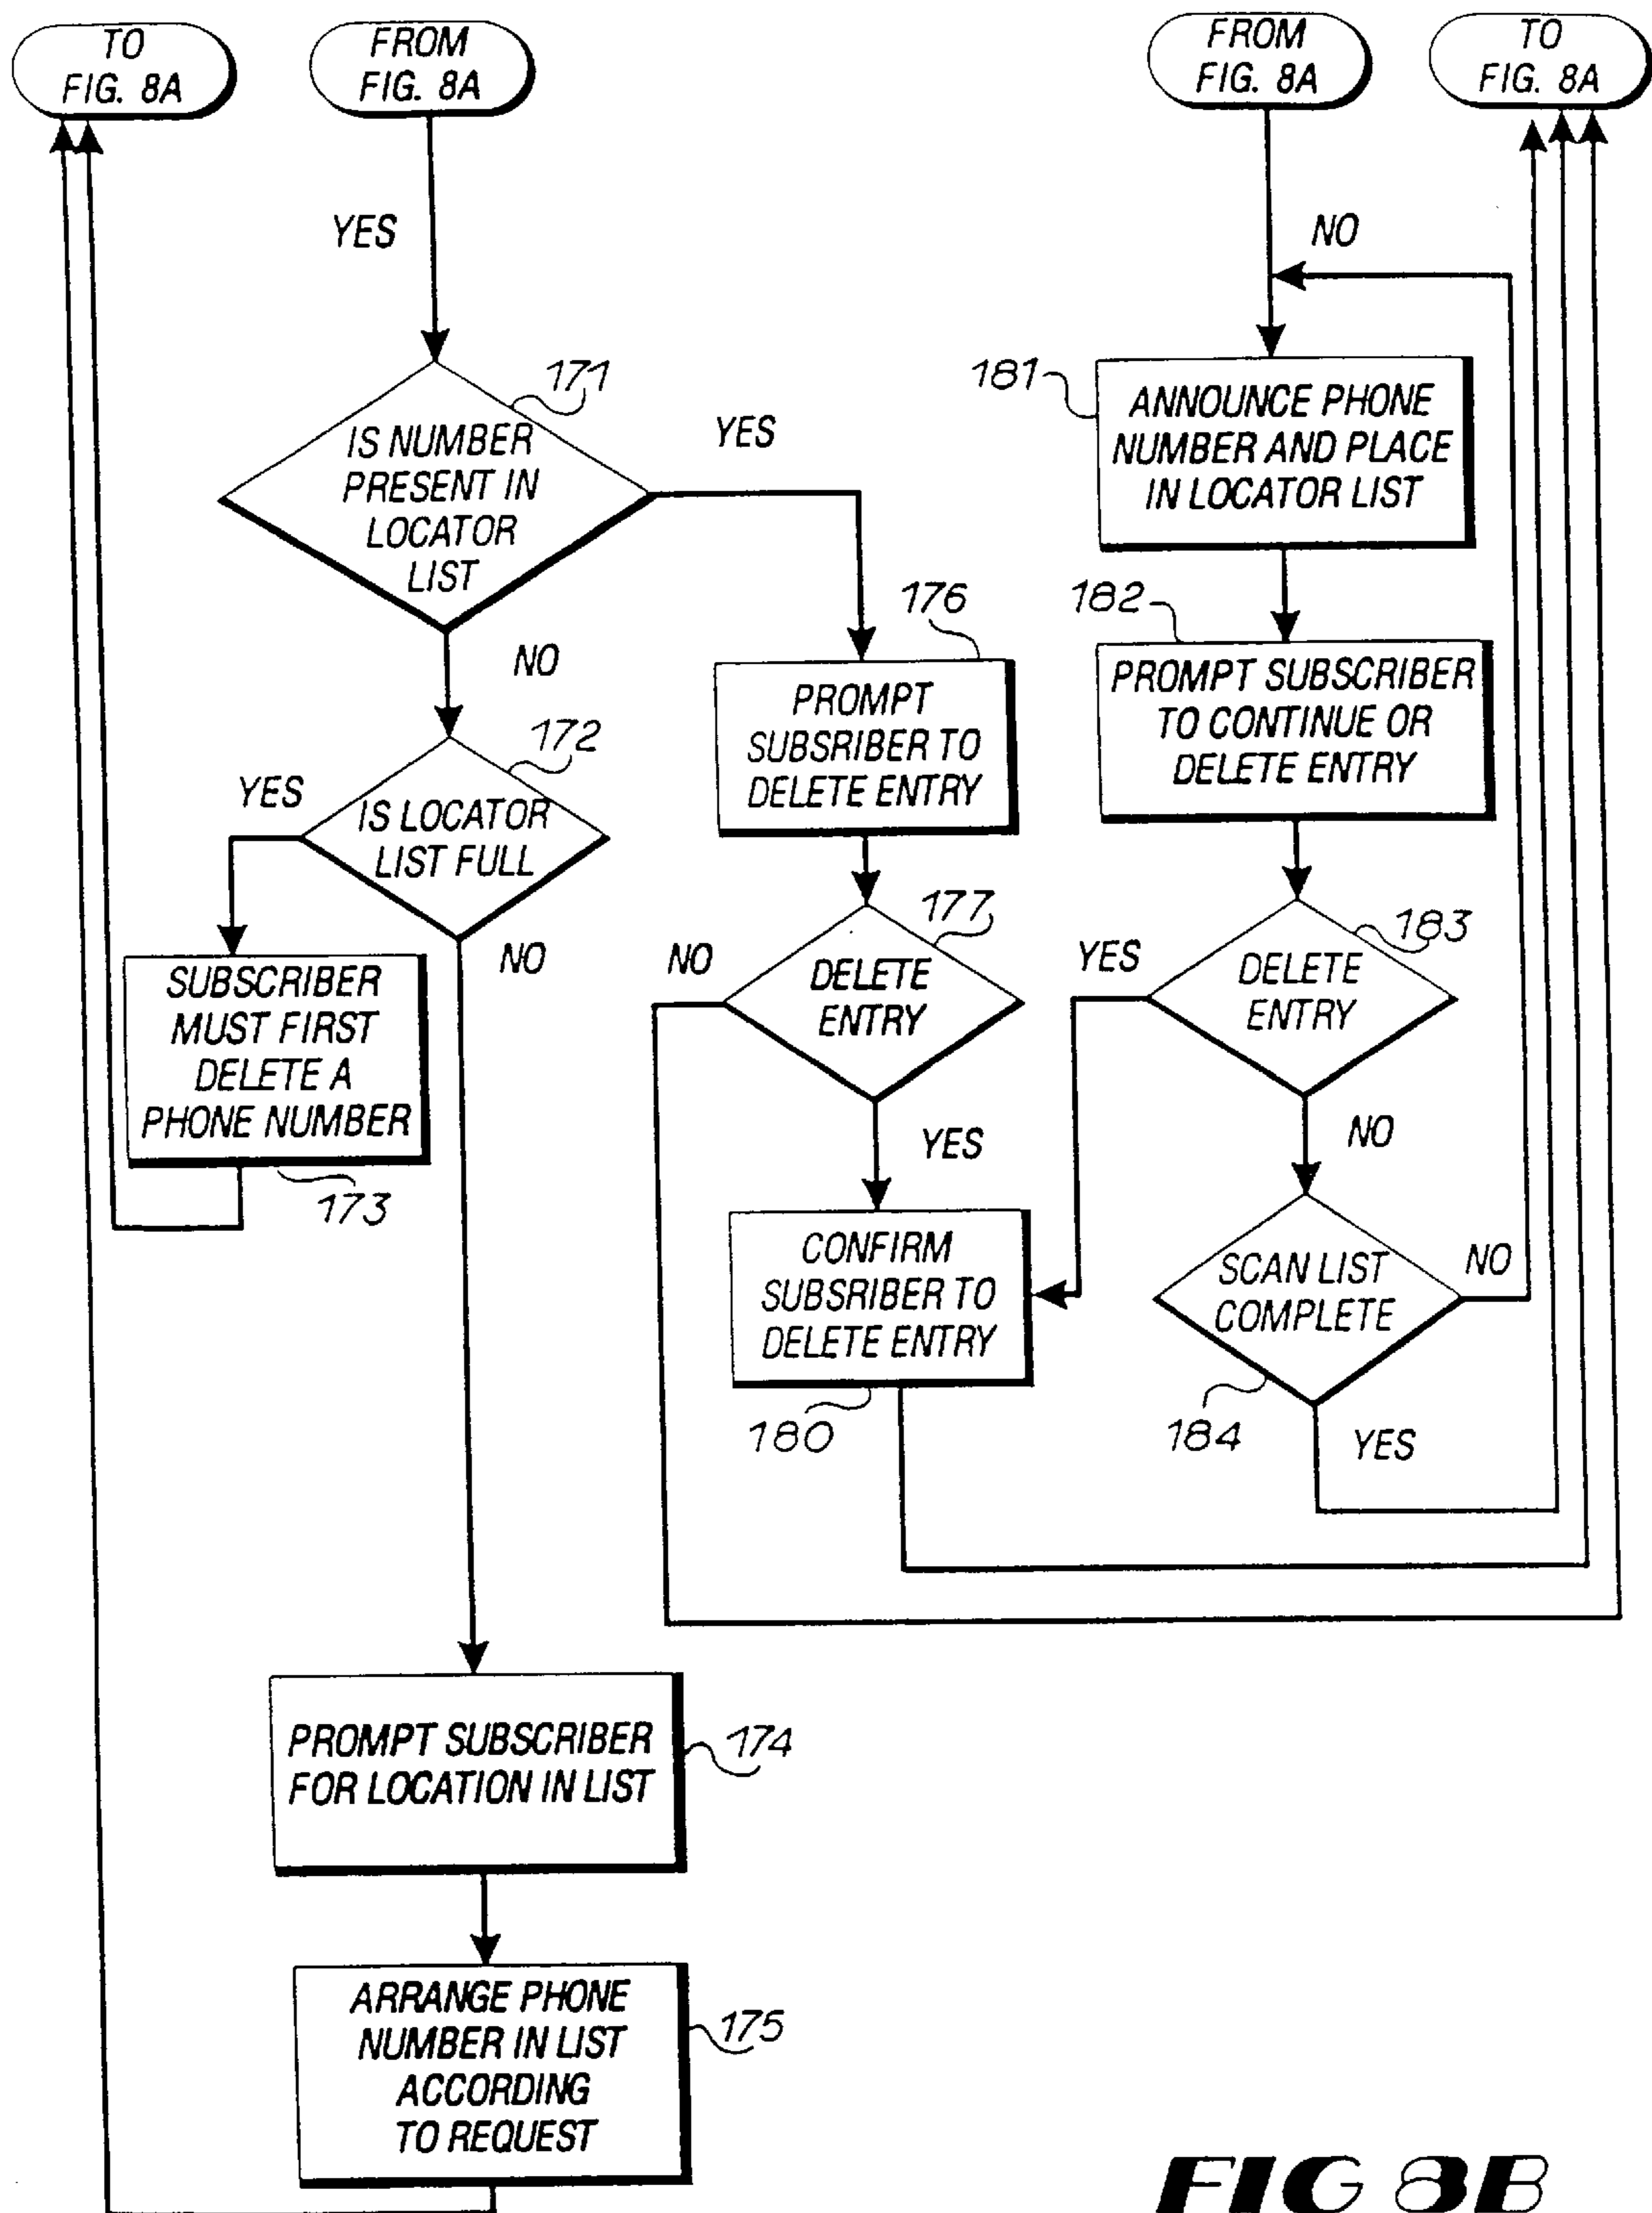 TO
FIG. 8A
FROM
FIG. 8A
FROM
FIG. 8A
TO
FIG. 8A
YES
NO
171
IS NUMBER
PRESENT IN
LOCATOR
LIST
YES
NO
181
ANNOUNCE PHONE
NUMBER AND PLACE
IN LOCATOR LIST
172
YES
IS LOCATOR
LIST FULL
NO
176
PROMPT
SUBSRIBER TO
DELETE ENTRY
182
PROMPT SUBSCRIBER
TO CONTINUE OR
DELETE ENTRY
SUBSCRIBER
MUST FIRST
DELETE A
PHONE NUMBER
173
177
NO
DELETE
ENTRY
YES
183
YES
DELETE
ENTRY
NO
CONFIRM
SUBSRIBER TO
DELETE ENTRY
180
SCAN LIST
COMPLETE
NO
184
YES
PROMPT SUBSCRIBER
FOR LOCATION IN LIST
174
ARRANGE PHONE
NUMBER IN LIST
ACCORDING
TO REQUEST
175
FIG 8B